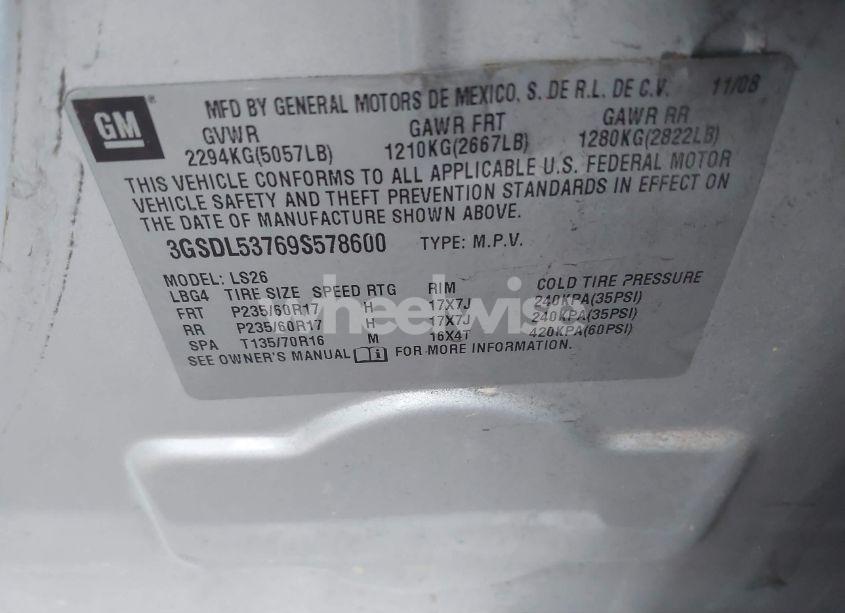 GM
MFD BY GENERAL MOTORS DE MEXICO, S. DE R.L. DE C.V. 11/08
GVWR GAWR FRT GAWR RR
2294KG(5057LB) 1210KG(2667LB) 1280KG(2822LB)
THIS VEHICLE CONFORMS TO ALL APPLICABLE U.S. FEDERAL MOTOR
VEHICLE SAFETY AND THEFT PREVENTION STANDARDS IN EFFECT ON
THE DATE OF MANUFACTURE SHOWN ABOVE.
3GSDL53769S578600 TYPE: M.P.V.
MODEL: LS26
LBG4 TIRE SIZE SPEED RTG RIM COLD TIRE PRESSURE
FRT P235/60R17 H 17X7J 240KPA(35PSI)
RR P235/60R17 H 17X7J 240KPA(35PSI)
SPA T135/70R16 M 16X4T 420KPA(60PSI)
SEE OWNER'S MANUAL FOR MORE INFORMATION.
wheelwise